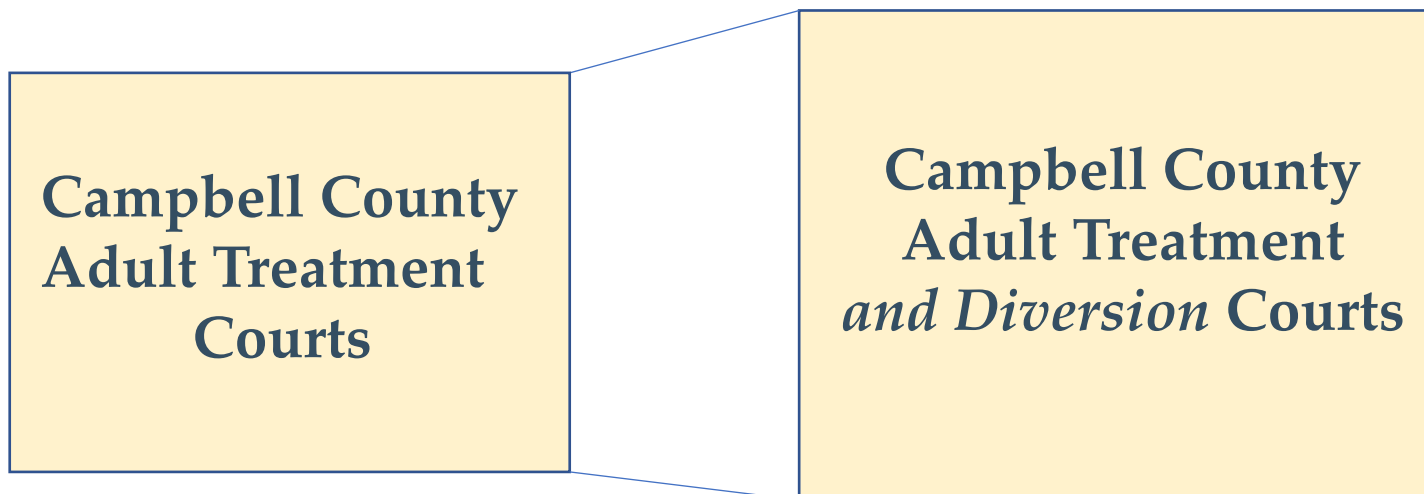 Campbell County
Adult Treatment
Courts
Campbell County
Adult Treatment
and Diversion Courts